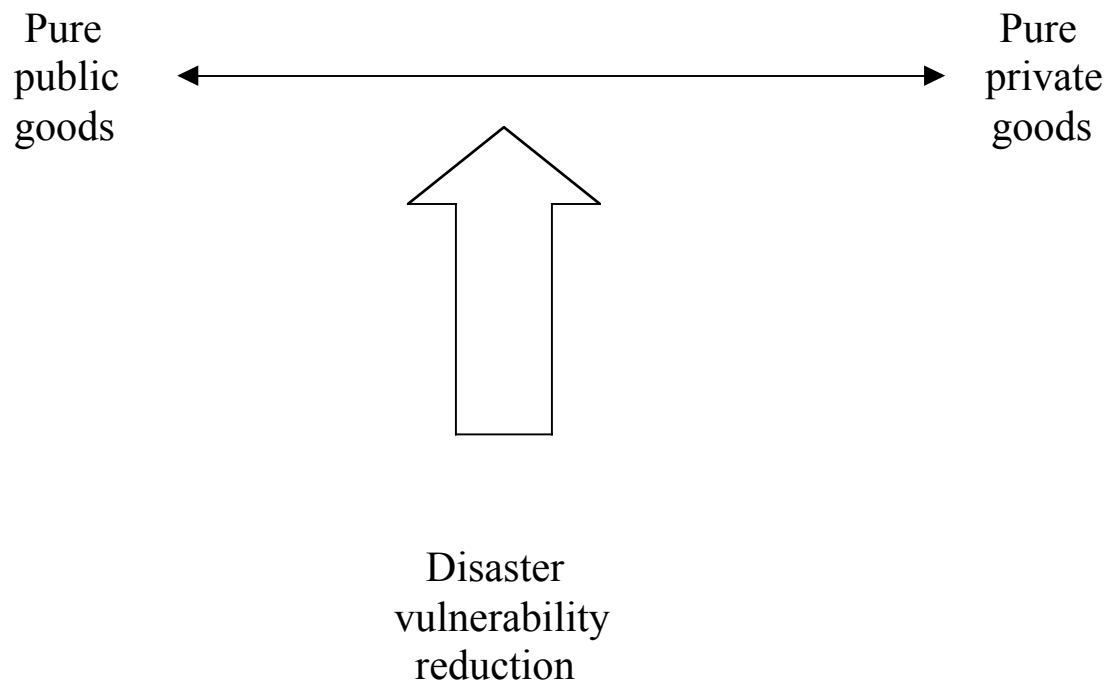 Pure
public
goods
Pure
private
goods
Disaster
vulnerability
reduction